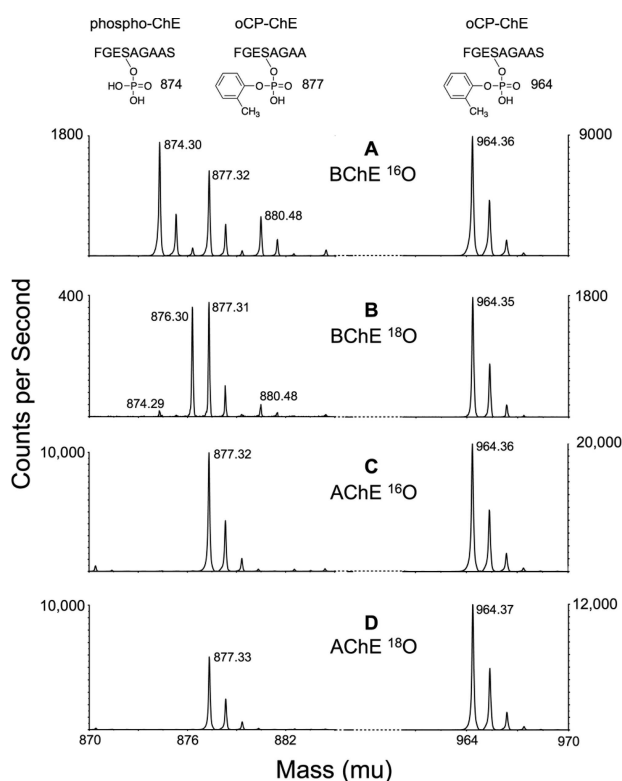 phospho-ChE oCP-ChE oCP-ChE
FGESAGAAS FGESAGAA FGESAGAAS
O O O
HO-P=O 874 O-P=O 877 O-P=O 964
OH OH OH
CH3 CH3
1800 874.30 877.32 880.48 A 964.36 9000
BChE 16O
400 876.30 877.31 B 964.35 1800
BChE 18O
874.29 880.48
10,000 877.32 C 964.36 20,000
AChE 16O
10,000 877.33 D 964.37 12,000
AChE 18O
870 876 882 964 970
Mass (mu)
Counts per Second